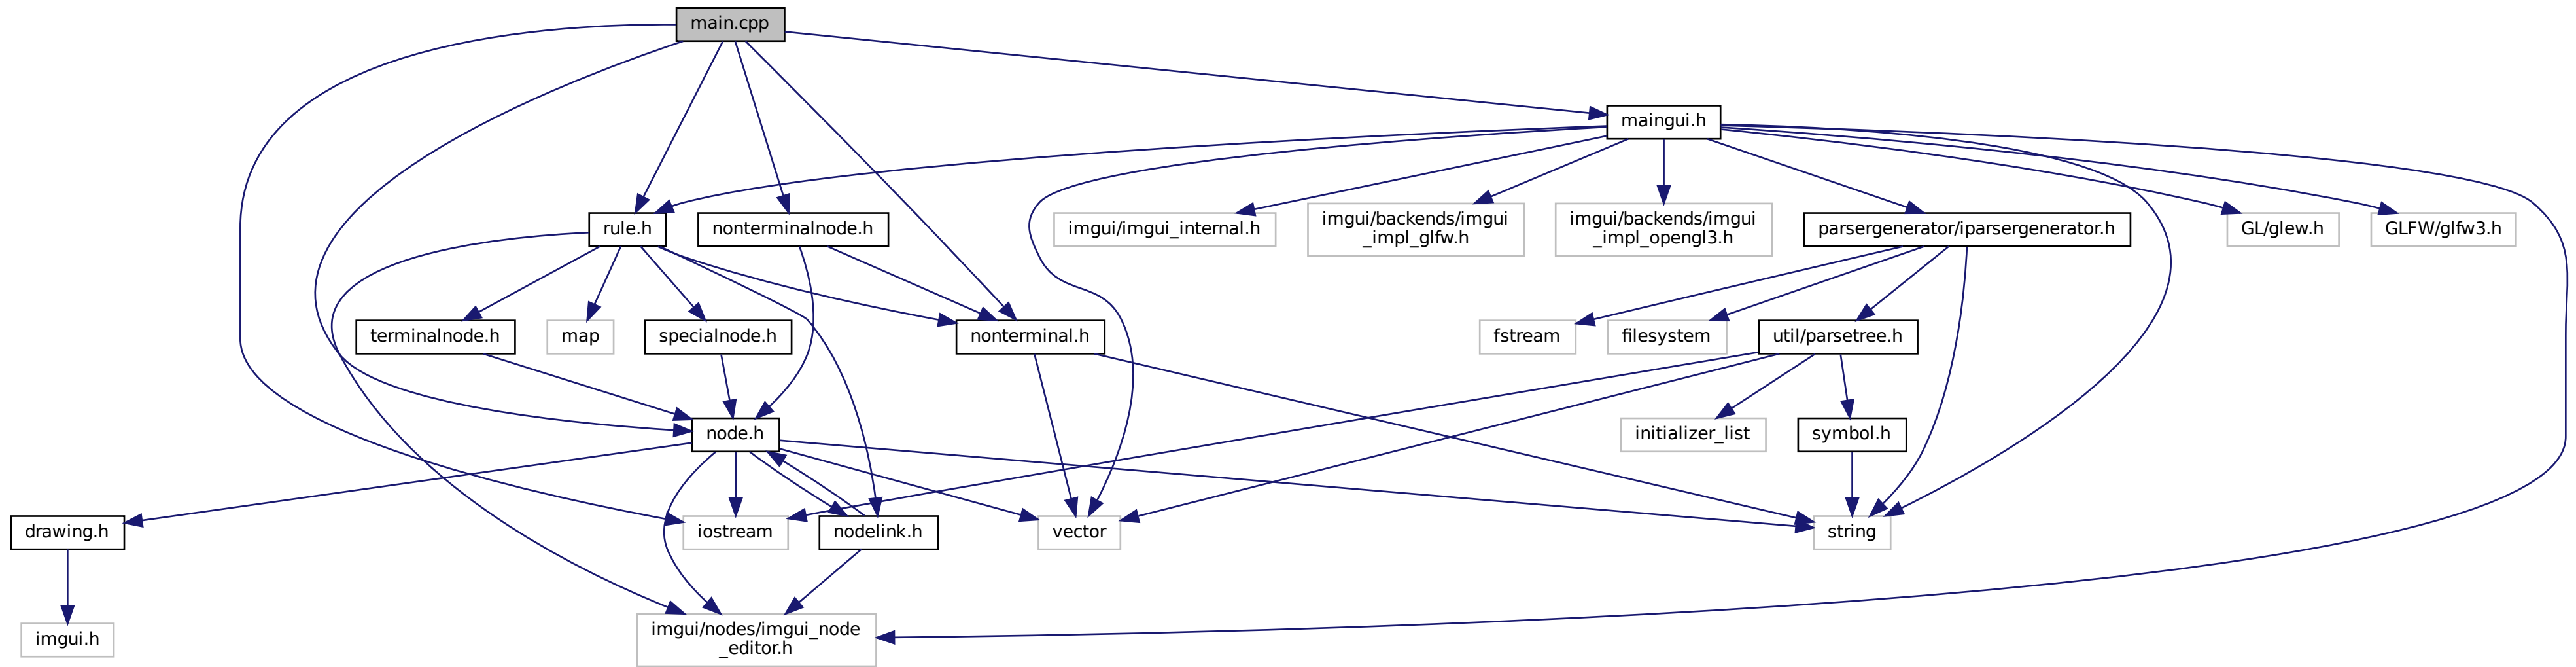 main.cpp
maingui.h
rule.h
nonterminalnode.h
imgui/imgui_internal.h
imgui/backends/imgui
_impl_glfw.h
imgui/backends/imgui
_impl_opengl3.h
parsergenerator/iparsergenerator.h
GL/glew.h
GLFW/glfw3.h
terminalnode.h
map
specialnode.h
nonterminal.h
fstream
filesystem
util/parsetree.h
node.h
initializer_list
symbol.h
drawing.h
iostream
nodelink.h
vector
string
imgui.h
imgui/nodes/imgui_node
_editor.h